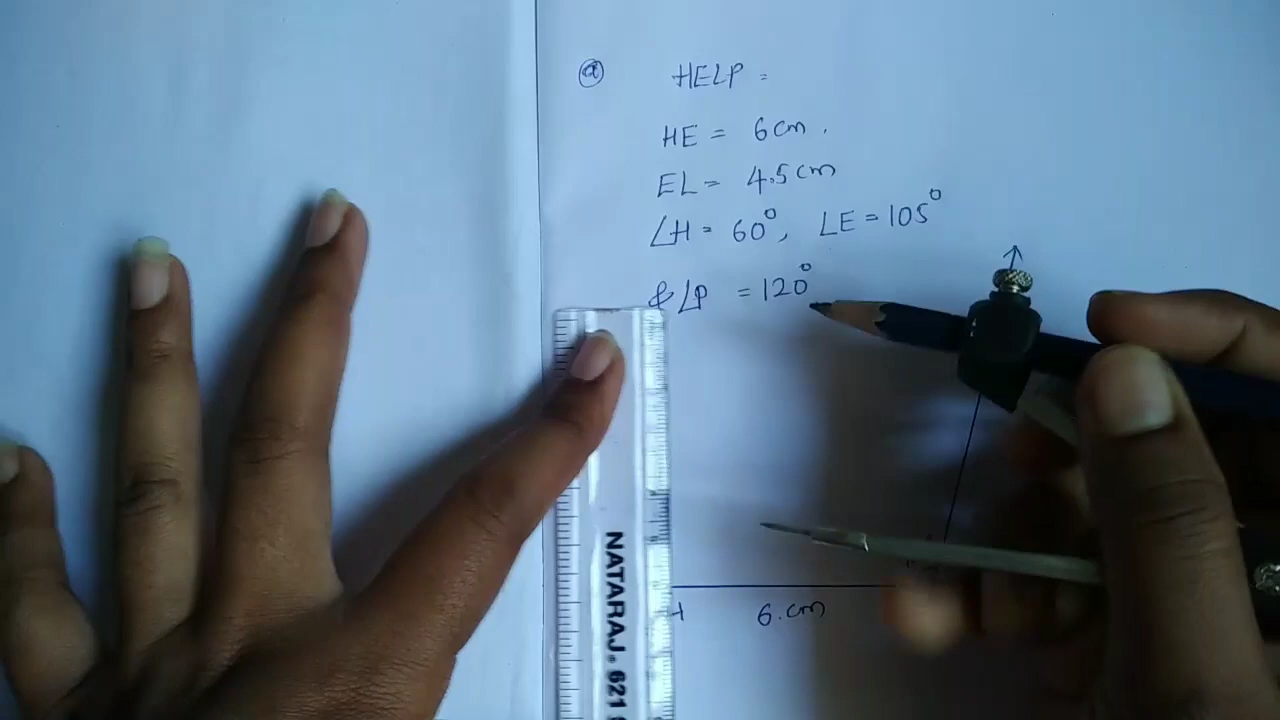 a HELP =
HE = 6cm.
EL = 4.5cm
∠H = 60°, ∠E = 105°
& ∠P = 120°
H 6.cm
NATARAJ. 621